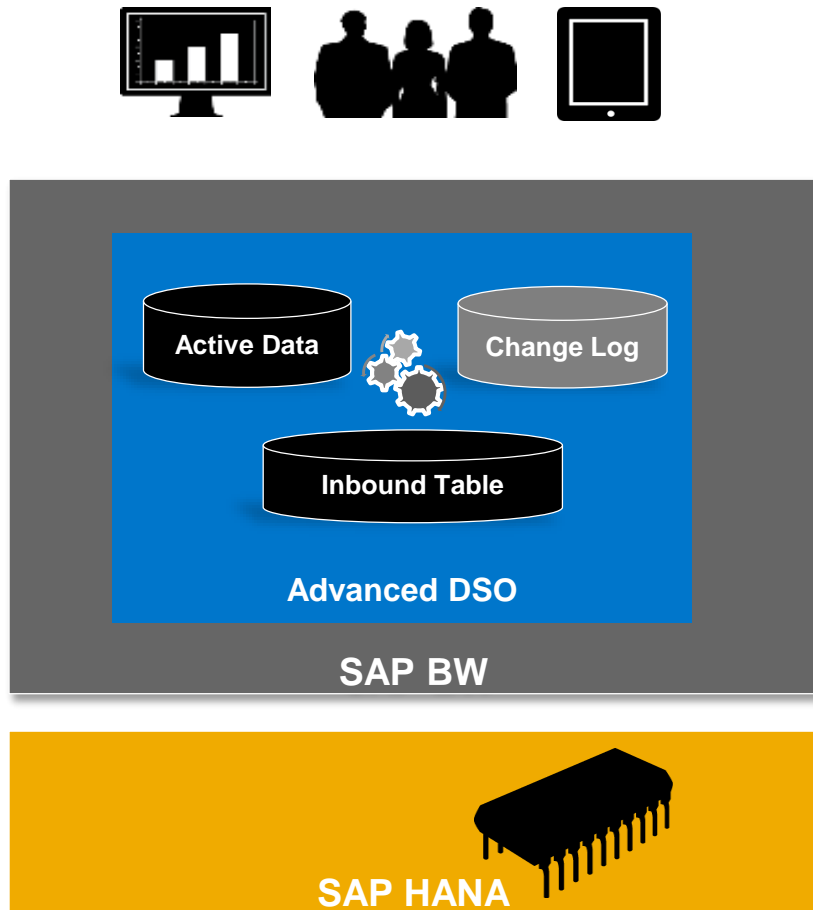 Active Data
Change Log
Inbound Table
Advanced DSO
SAP BW
SAP HANA